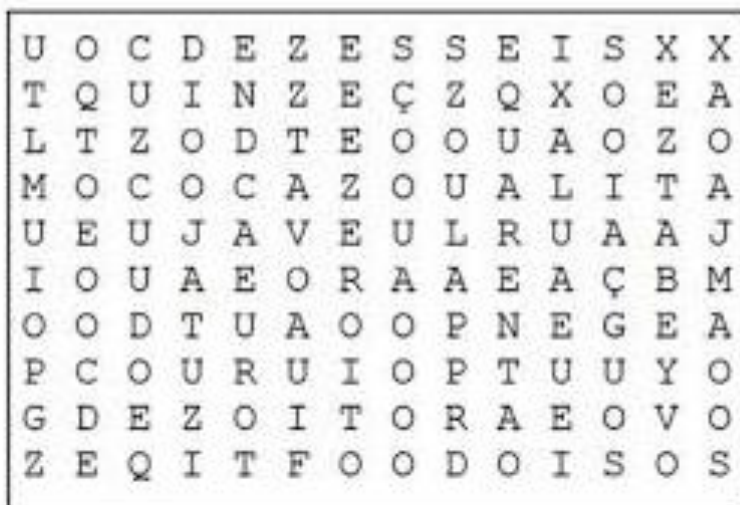 U O C D E Z E S S E I S X X
T Q U I N Z E Ç Z Q X O E A
L T Z O D T E O O U A O Z O
M O C O C A Z O U A L I T A
U E U J A V E U L R U A A J
I O U A E O R A A E A Ç B M
O O D T U A O O P N E G E A
P C O U R U I O P T U U Y O
G D E Z O I T O R A E O V O
Z E Q I T F O O D O I S O S